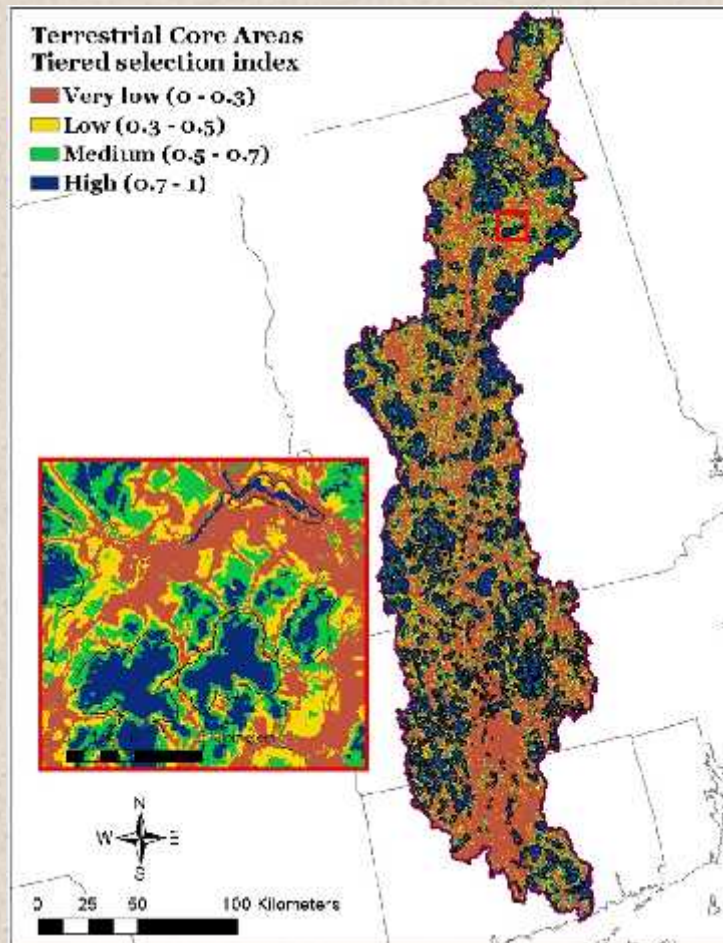 Terrestrial Core Areas
Tiered selection index
Very low (0 - 0.3)
Low (0.3 - 0.5)
Medium (0.5 - 0.7)
High (0.7 - 1)
N
W E
S
0 25 50 100 Kilometers